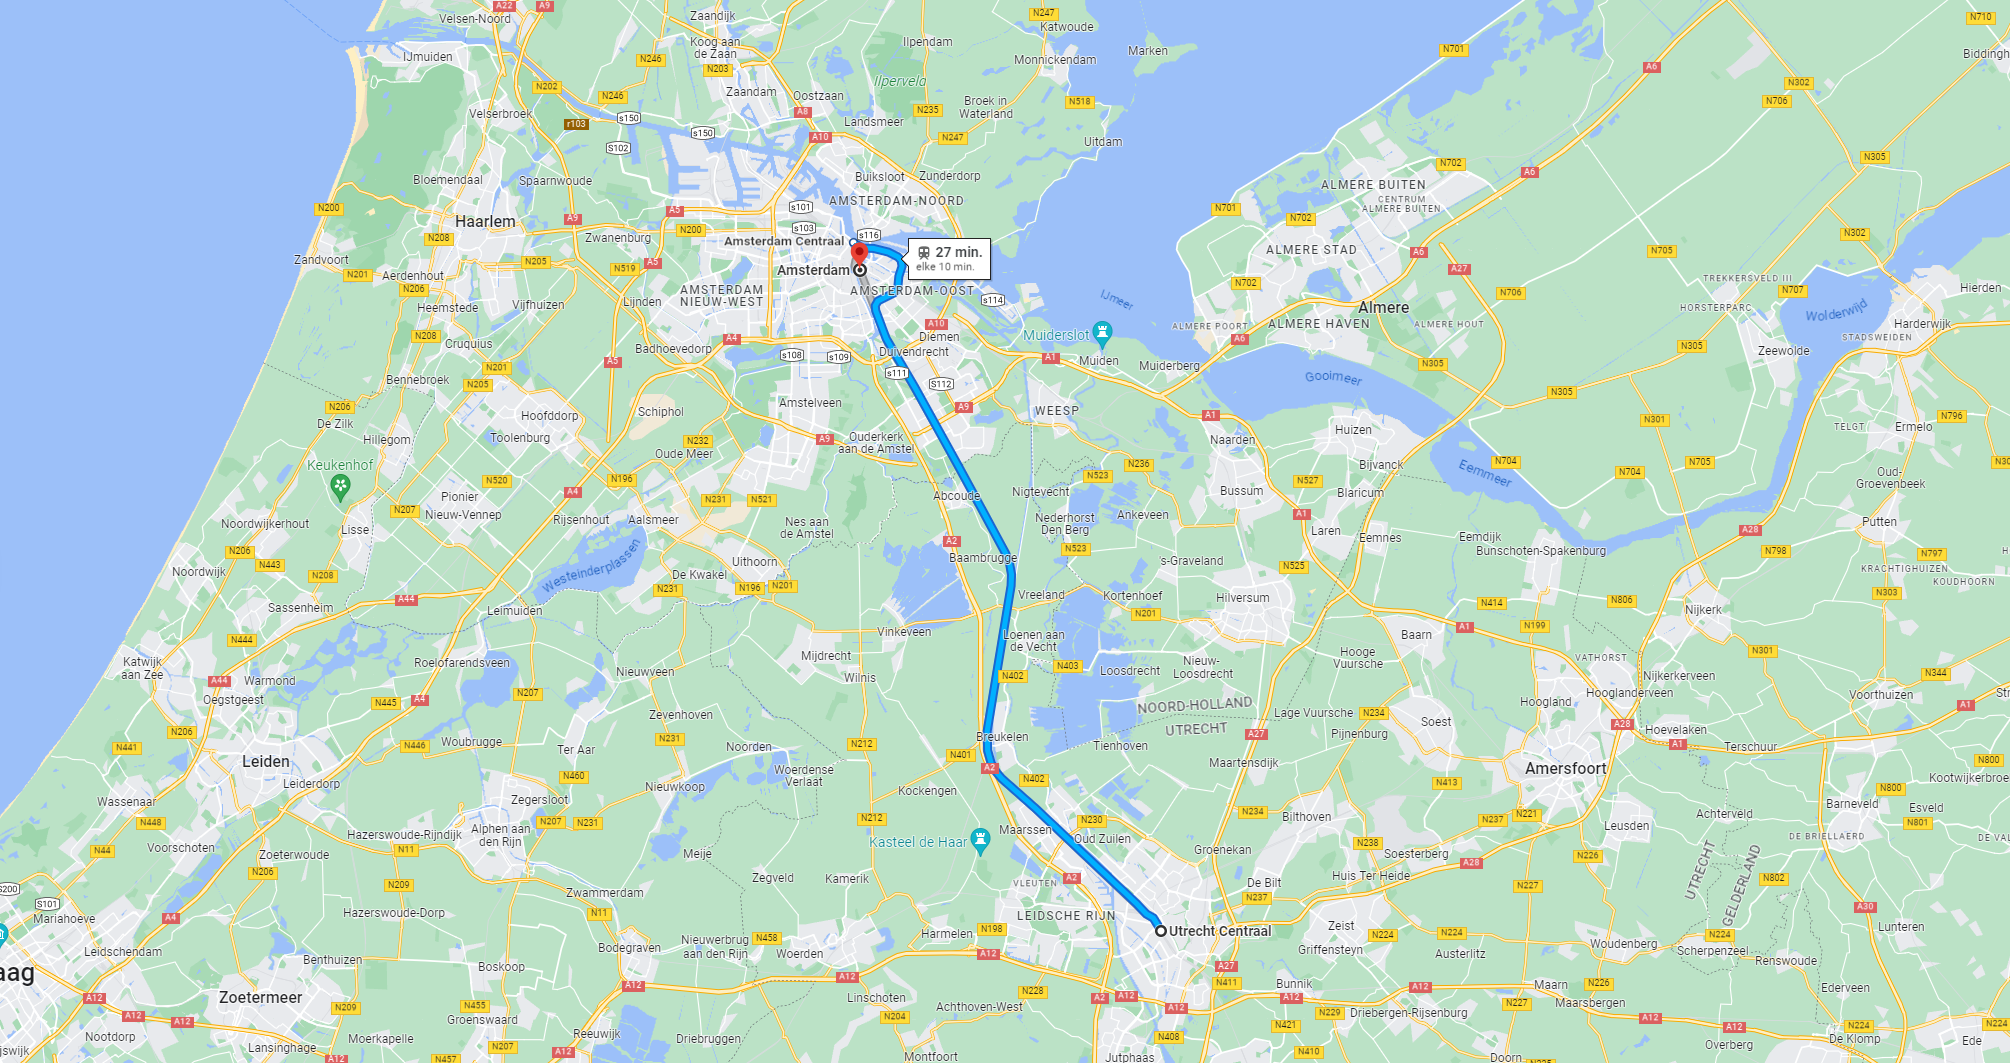 A22
A9
Velsen-Noord
Zaandijk
N247
Katwoude
N710
IJmuiden
Koog aan
de Zaan
Ilpendam
Marken
N701
Biddingh
N246
N203
Monnickendam
A6
N302
N202
N246
Zaandam
Oostzaan
Ilperveld
Broek in
Waterland
N518
N706
Velserbroek
r103
s150
s150
A8
Landsmeer
N235
N247
Uitdam
S102
A10
N305
Bloemendaal
Spaarnwoude
Buiksloot
Zunderdorp
N702
A6
ALMERE BUITEN
CENTRUM
ALMERE BUITEN
N200
Haarlem
A9
A5
s101
AMSTERDAM-NOORD
N701
N702
N208
Zwanenburg
N200
s103
s116
Amsterdam Centraal
27 min.
elke 10 min.
ALMERE STAD
A6
N705
N302
Zandvoort
N201
Aerdenhout
N205
N519
A5
Amsterdam
A27
TREKKERSVELD III
N206
Heemstede
Vijfhuizen
Lijnden
AMSTERDAM
NIEUW-WEST
AMSTERDAM-OOST
s114
IJmeer
N702
Almere
N706
N707
HORSTERPARC
Wolderwijd
Hierden
N208
Cruquius
A5
Badhoevedorp
A4
s108
s109
A10
Diemen
Duivendrecht
Muiderslot
Muiden
A1
ALMERE POORT
ALMERE HAVEN
A6
ALMERE HOUT
N305
N305
Zeewolde
STADSWEIDEN
Harderwijk
Bennebroek
N201
N205
s111
S112
Muiderberg
Gooimeer
N305
N206
De Zilk
Hoofddorp
Toolenburg
Schiphol
Amstelveen
A9
WEESP
A1
N301
N796
Hillegom
N232
Oude Meer
A9
Ouderkerk
aan de Amstel
Naarden
Huizen
TELGT
Ermelo
Keukenhof
N520
A4
N196
N236
N523
Bijvanck
N704
N704
N705
Eemmeer
Oud-
Groevenbeek
Pionier
Nieuw-Vennep
N207
Rijsenhout
Aalsmeer
N231
N521
Abcoude
Nigtevecht
Bussum
N527
Blaricum
Noordwijkerhout
Lisse
Nes aan
de Amstel
Nederhorst
Den Berg
Ankeveen
A1
Laren
Eemnes
Eemdijk
Bunschoten-Spakenburg
A28
Putten
N206
N443
A2
Baambrugge
N523
's-Graveland
N798
N797
Noordwijk
N208
Westeinderplassen
Uithoorn
De Kwakel
N525
KRACHTIGHUIZEN
KOUDHOORN
Sassenheim
A44
Leimuiden
N231
N196
N201
Vreeland
Kortenhoef
N201
Hilversum
N414
N806
N303
Nijkerk
N444
Vinkeveen
Loenen aan
de Vecht
Baarn
A1
N199
Katwijk
aan Zee
Warmond
Roelofarendsveen
Mijdrecht
N403
Hooge
Vuursche
VATHORST
N301
A44
Nieuwveen
Wilnis
N402
Loosdrecht
Nieuw-
Loosdrecht
Nijkerkerveen
N344
Oegstgeest
N445
A4
N207
Hooglanderveen
Hoogland
Voorthuizen
Zevenhoven
NOORD-HOLLAND
UTRECHT
Lage Vuursche
N234
Soest
A28
Hoevelaken
A1
N206
N441
N446
Woubrugge
N231
N212
Breukelen
Tienhoven
A27
Pijnenburg
A1
Terschuur
Leiden
Ter Aar
Noorden
N401
Maartensdijk
Amersfoort
N800
Leiderdorp
N460
Woerdense
Verlaat
A2
N402
N413
Kootwijkerbroe
Wassenaar
Zegersloot
Nieuwkoop
Kockengen
N234
Bilthoven
N237
N221
Achterveld
N800
Barneveld
Esveld
N448
Hazerswoude-Rijndijk
Alphen aan
den Rijn
N207
N231
N212
Maarssen
N230
Oud Zuilen
Leusden
N801
DE BRIELLAERD
N44
Voorschoten
N11
Zoeterwoude
Meije
Kasteel de Haar
Groenekan
N238
Soesterberg
A28
N226
N206
N209
Zegveld
Kamerik
VLEUTEN
A2
De Bilt
Huis Ter Heide
N227
UTRECHT
GELDERLAND
N802
S200
S101
Mariahoeve
A4
Hazerswoude-Dorp
Zwammerdam
N11
LEIDSCHE RIJN
N237
A30
Leidschendam
N458
Harmelen
N198
Utrecht Centraal
Zeist
N224
N224
N224
Lunteren
Benthuizen
Bodegraven
Nieuwerbrug
aan den Rijn
Woerden
A12
Griffensteyn
Austerlitz
Woudenberg
Scherpenzeel
Renswoude
aag
Boskoop
A12
A27
N411
Bunnik
A12
Maarn
N226
A12
Zoetermeer
A12
Linschoten
N228
A2
A12
A12
A12
Ederveen
Maarsbergen
N227
A12
N209
N455
Groenswaard
N204
Achthoven-West
N229
Driebergen-Rijsenburg
A12
A12
N224
N224
Nootdorp
Moerkapelle
Reeuwijk
Driebruggen
N408
N421
De Klomp
Ede
jswijk
Lansinghage
A12
N457
N207
A12
Montfoort
Jutphaas
N410
Doorn
Overberg